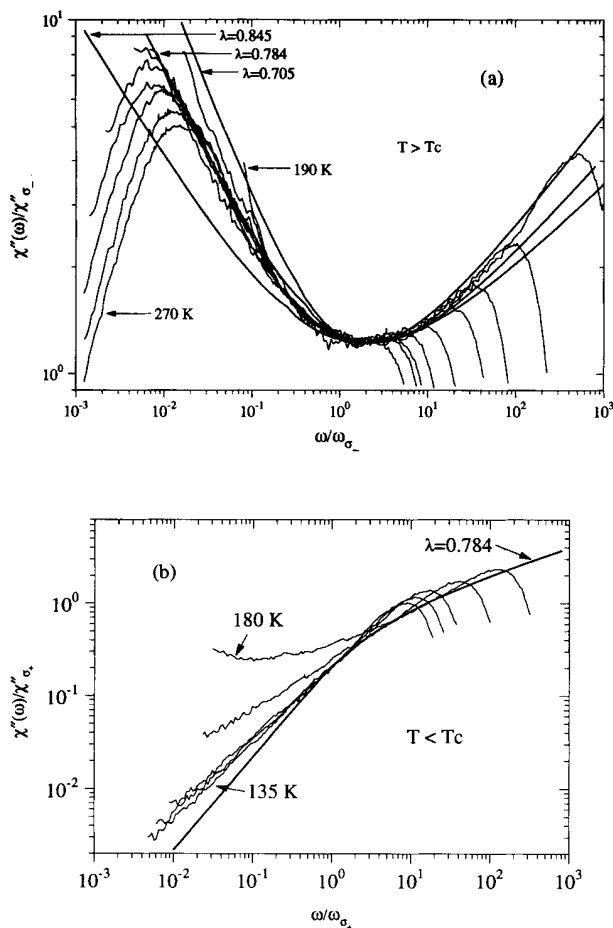 10¹
λ=0.845
λ=0.784
λ=0.705
(a)
T > Tc
190 K
270 K
χ″(ω)/χ″σ₋
10⁰
10⁻³ 10⁻² 10⁻¹ 10⁰ 10¹ 10² 10³
ω/ωσ₋
(b)
λ=0.784
10⁰
180 K
10⁻¹
χ″(ω)/χ″σ₊
T < Tc
10⁻²
135 K
10⁻³ 10⁻² 10⁻¹ 10⁰ 10¹ 10² 10³
ω/ωσ₊